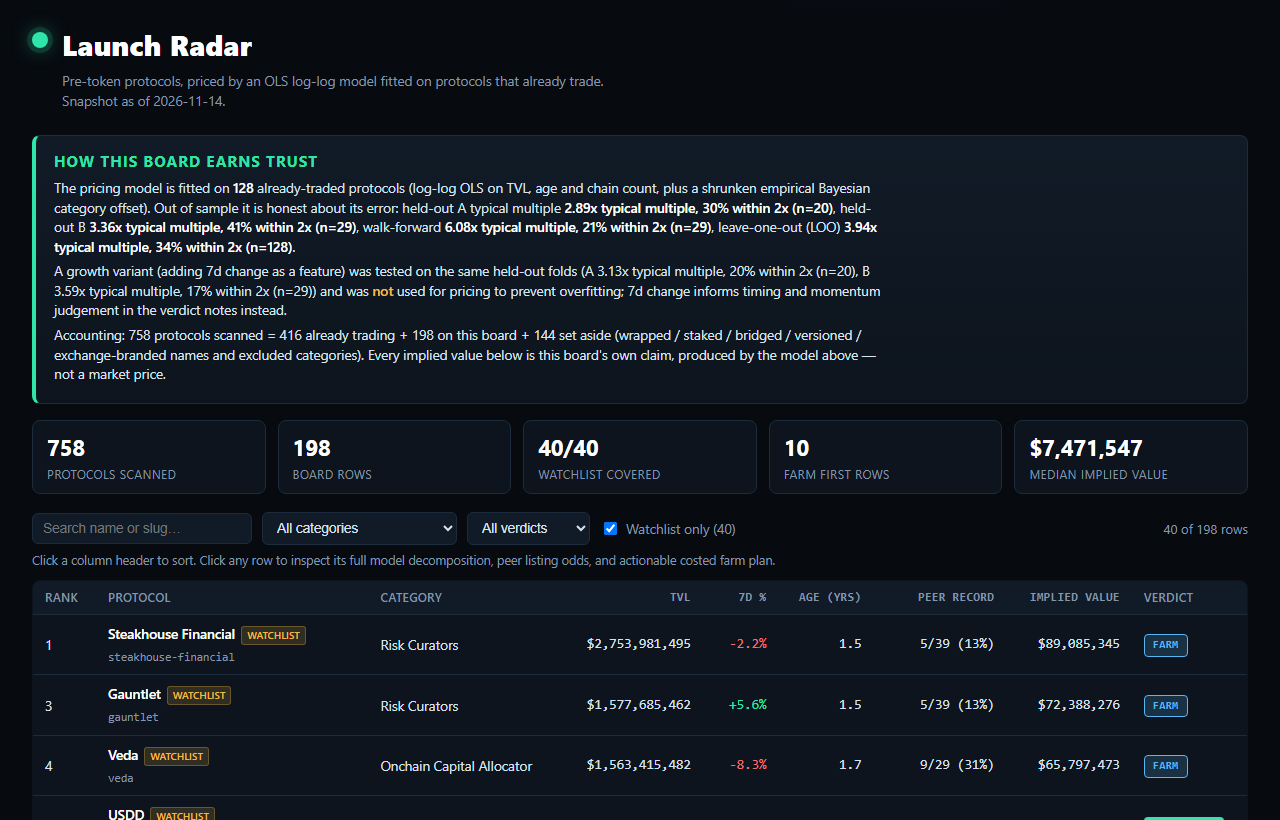 Launch Radar
Pre-token protocols, priced by an OLS log-log model fitted on protocols that already trade.
Snapshot as of 2026-11-14.
HOW THIS BOARD EARNS TRUST
The pricing model is fitted on 128 already-traded protocols (log-log OLS on TVL, age and chain count, plus a shrunken empirical Bayesian
category offset). Out of sample it is honest about its error: held-out A typical multiple 2.89x typical multiple, 30% within 2x (n=20), held-
out B 3.36x typical multiple, 41% within 2x (n=29), walk-forward 6.08x typical multiple, 21% within 2x (n=29), leave-one-out (LOO) 3.94x
typical multiple, 34% within 2x (n=128).
A growth variant (adding 7d change as a feature) was tested on the same held-out folds (A 3.13x typical multiple, 20% within 2x (n=20), B
3.59x typical multiple, 17% within 2x (n=29)) and was not used for pricing to prevent overfitting; 7d change informs timing and momentum
judgement in the verdict notes instead.
Accounting: 758 protocols scanned = 416 already trading + 198 on this board + 144 set aside (wrapped / staked / bridged / versioned /
exchange-branded names and excluded categories). Every implied value below is this board's own claim, produced by the model above —
not a market price.
758
PROTOCOLS SCANNED
198
BOARD ROWS
40/40
WATCHLIST COVERED
10
FARM FIRST ROWS
$7,471,547
MEDIAN IMPLIED VALUE
Search name or slug... All categories All verdicts Watchlist only (40) 40 of 198 rows
Click a column header to sort. Click any row to inspect its full model decomposition, peer listing odds, and actionable costed farm plan.
RANK PROTOCOL CATEGORY TVL 7D % AGE (YRS) PEER RECORD IMPLIED VALUE VERDICT
1 Steakhouse Financial WATCHLIST Risk Curators $2,753,981,495 -2.2% 1.5 5/39 (13%) $89,085,345 FARM
steakhouse-financial
3 Gauntlet WATCHLIST Risk Curators $1,577,685,462 +5.6% 1.5 5/39 (13%) $72,388,276 FARM
gauntlet
4 Veda WATCHLIST Onchain Capital Allocator $1,563,415,482 -8.3% 1.7 9/29 (31%) $65,797,473 FARM
veda
USDD WATCHLIST